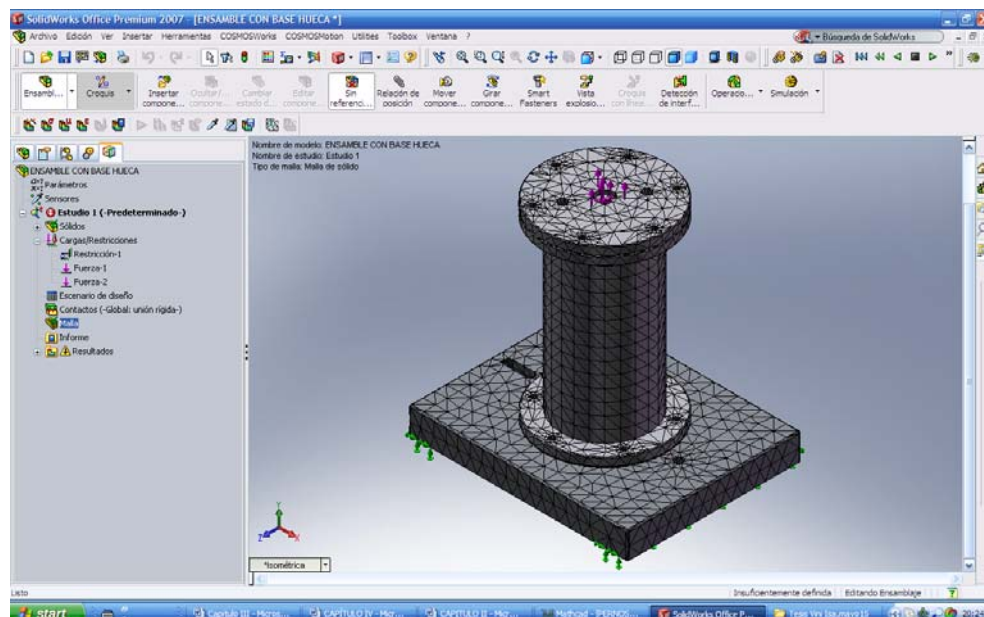 SolidWorks Office Premium 2007 - [ENSAMBLE CON BASE HUECA *]
Archivo Edición Ver Insertar Herramientas COSMOSWorks COSMOSMotion Utilities Toolbox Ventana ?
Búsqueda de SolidWorks
Ensambl... Croquis Insertar compone... Ocultar/... compone... Cambiar estado d... Editar compone... Sin referenci... Relación de posición Mover compone... Girar compone... Smart Fasteners Vista explosio... Croquis con línea... Detección de interf... Operacio... Simulación
Nombre de modelo: ENSAMBLE CON BASE HUECA
Nombre de estudio: Estudio 1
Tipo de malla: Malla de sólido
ENSAMBLE CON BASE HUECA
Parámetros
Sensores
Estudio 1 (-Predeterminado-)
Sólidos
Cargas/Restricciones
Restricción-1
Fuerza-1
Fuerza-2
Escenario de diseño
Contactos (-Global: unión rígida-)
Malla
Informe
Resultados
Y
Z
X
*Isométrica
Listo
Insuficientemente definida Editando Ensamblaje
start Capitulo III - Micros... CAPÍTULO IV - Micr... CAPITULO II - Micr... Mathcad - [PERNOS... SolidWorks Office P... 20:24